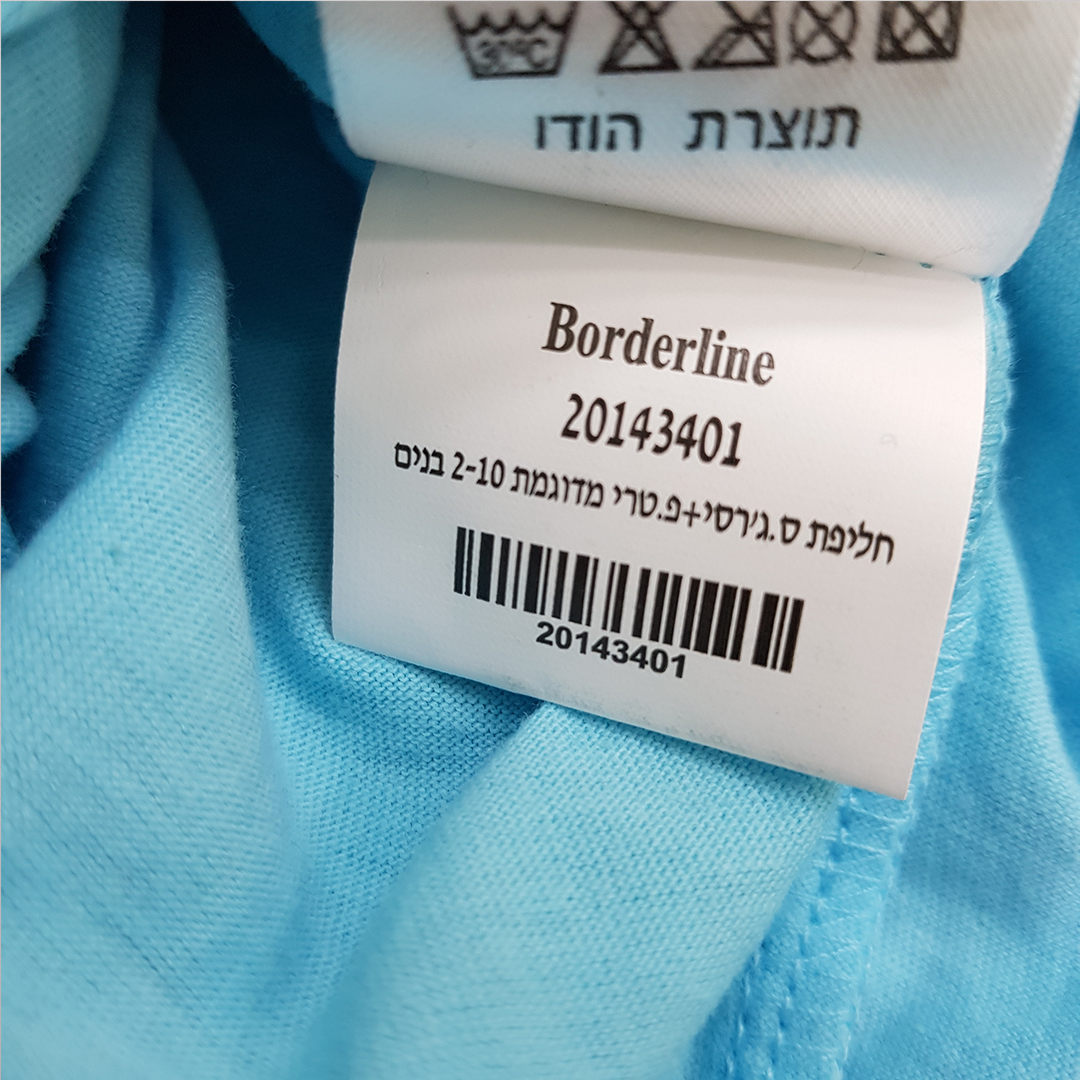 30°C
תוצרת הודו
Borderline
20143401
חליפת ס.ג'רסי+פ.טרי מדוגמת 2-10 בנים
20143401